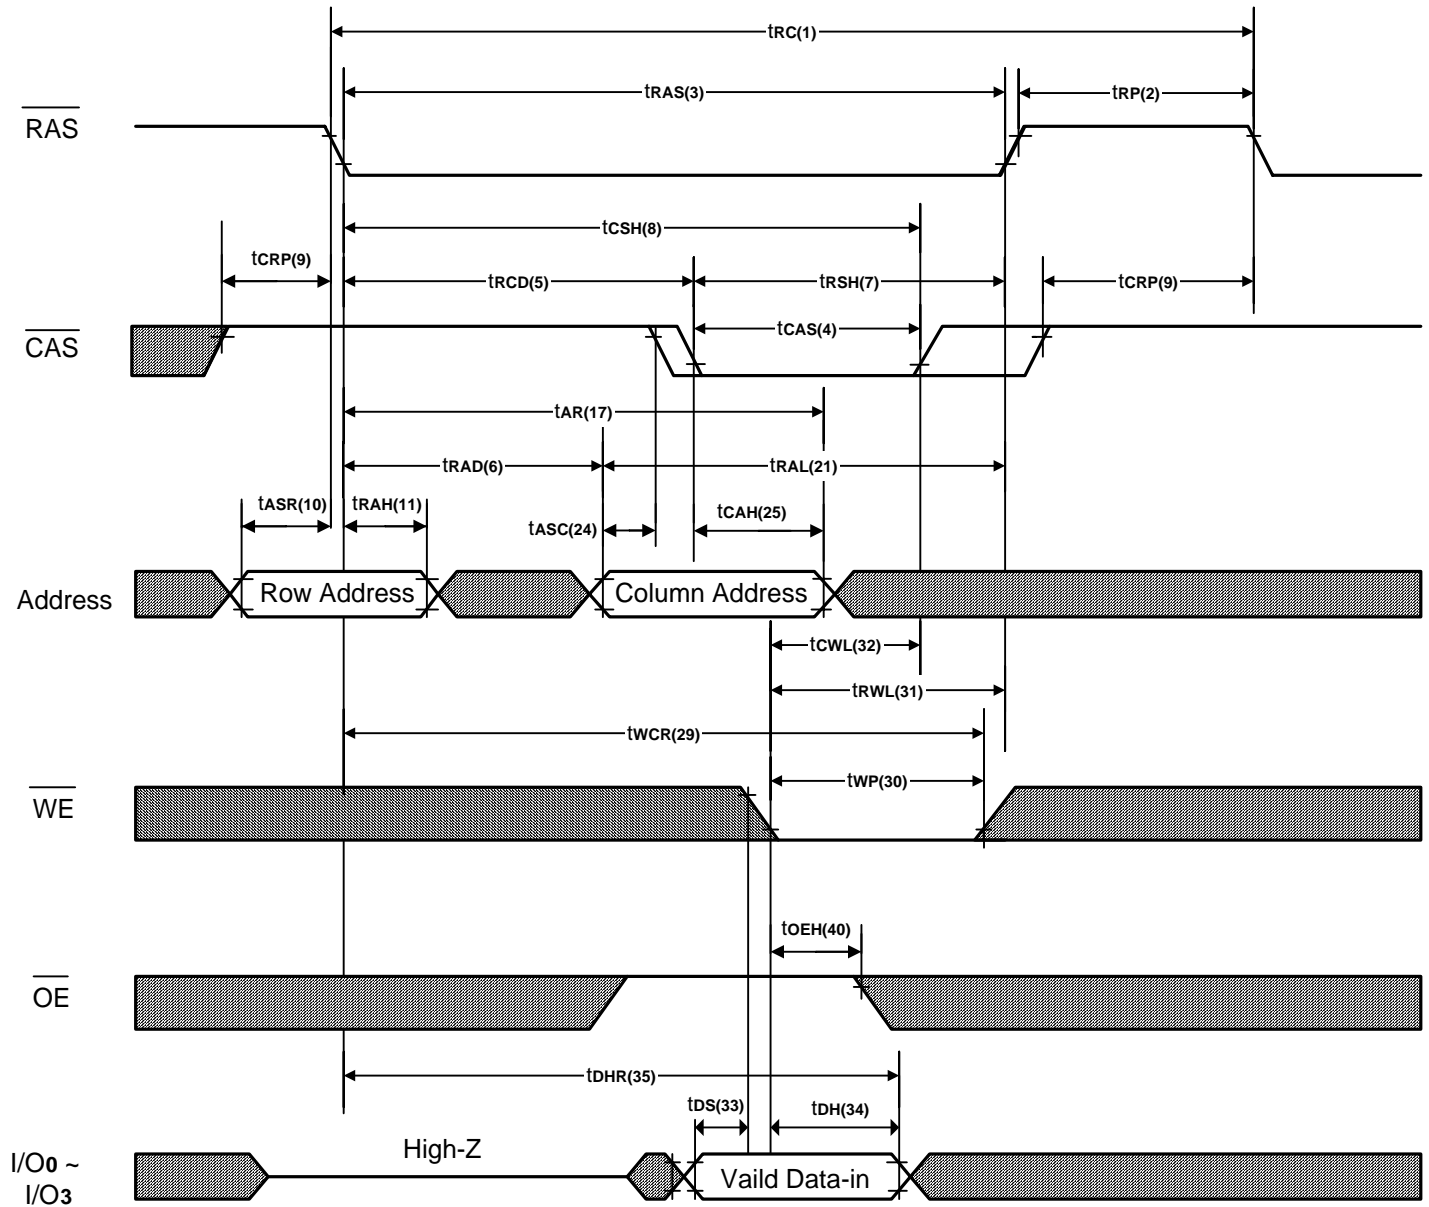 tRC(1)
tRAS(3)
tRP(2)
RAS
tCSH(8)
tCRP(9)
tRCD(5)
tRSH(7)
tCRP(9)
CAS
tCAS(4)
tAR(17)
tRAD(6)
tRAL(21)
tASR(10)
tRAH(11)
tASC(24)
tCAH(25)
Address
Row Address
Column Address
tCWL(32)
tRWL(31)
tWCR(29)
tWP(30)
WE
tOEH(40)
OE
tDHR(35)
tDS(33)
tDH(34)
I/O0 ~
I/O3
High-Z
Vaild Data-in